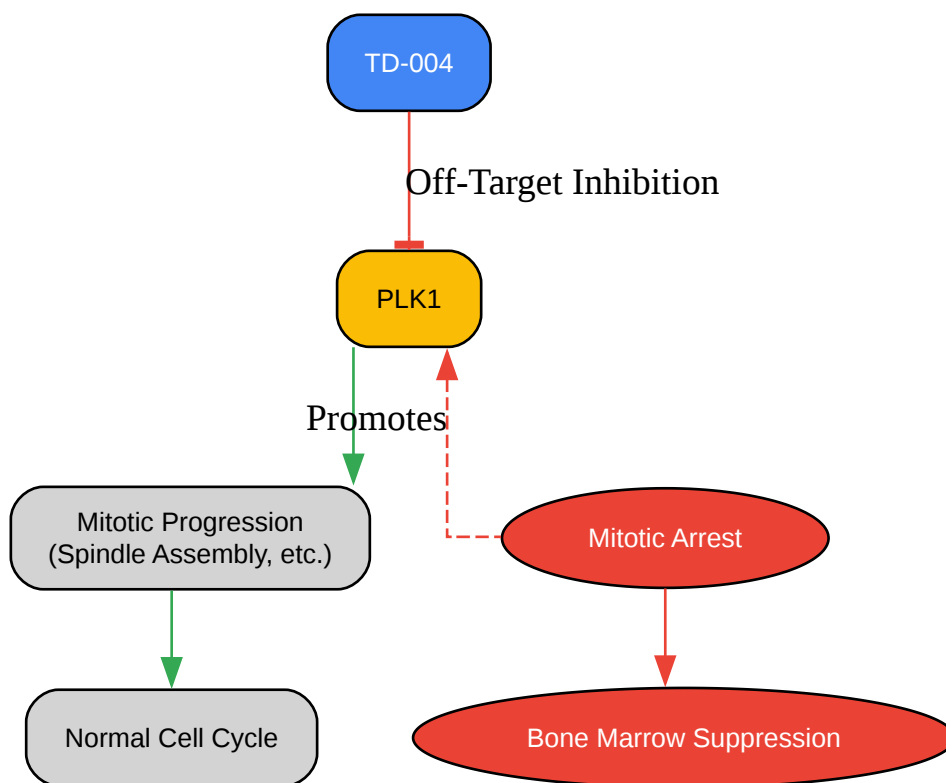 TD-004
Off-Target Inhibition
PLK1
Promotes
Mitotic Progression
(Spindle Assembly, etc.)
Mitotic Arrest
Normal Cell Cycle
Bone Marrow Suppression